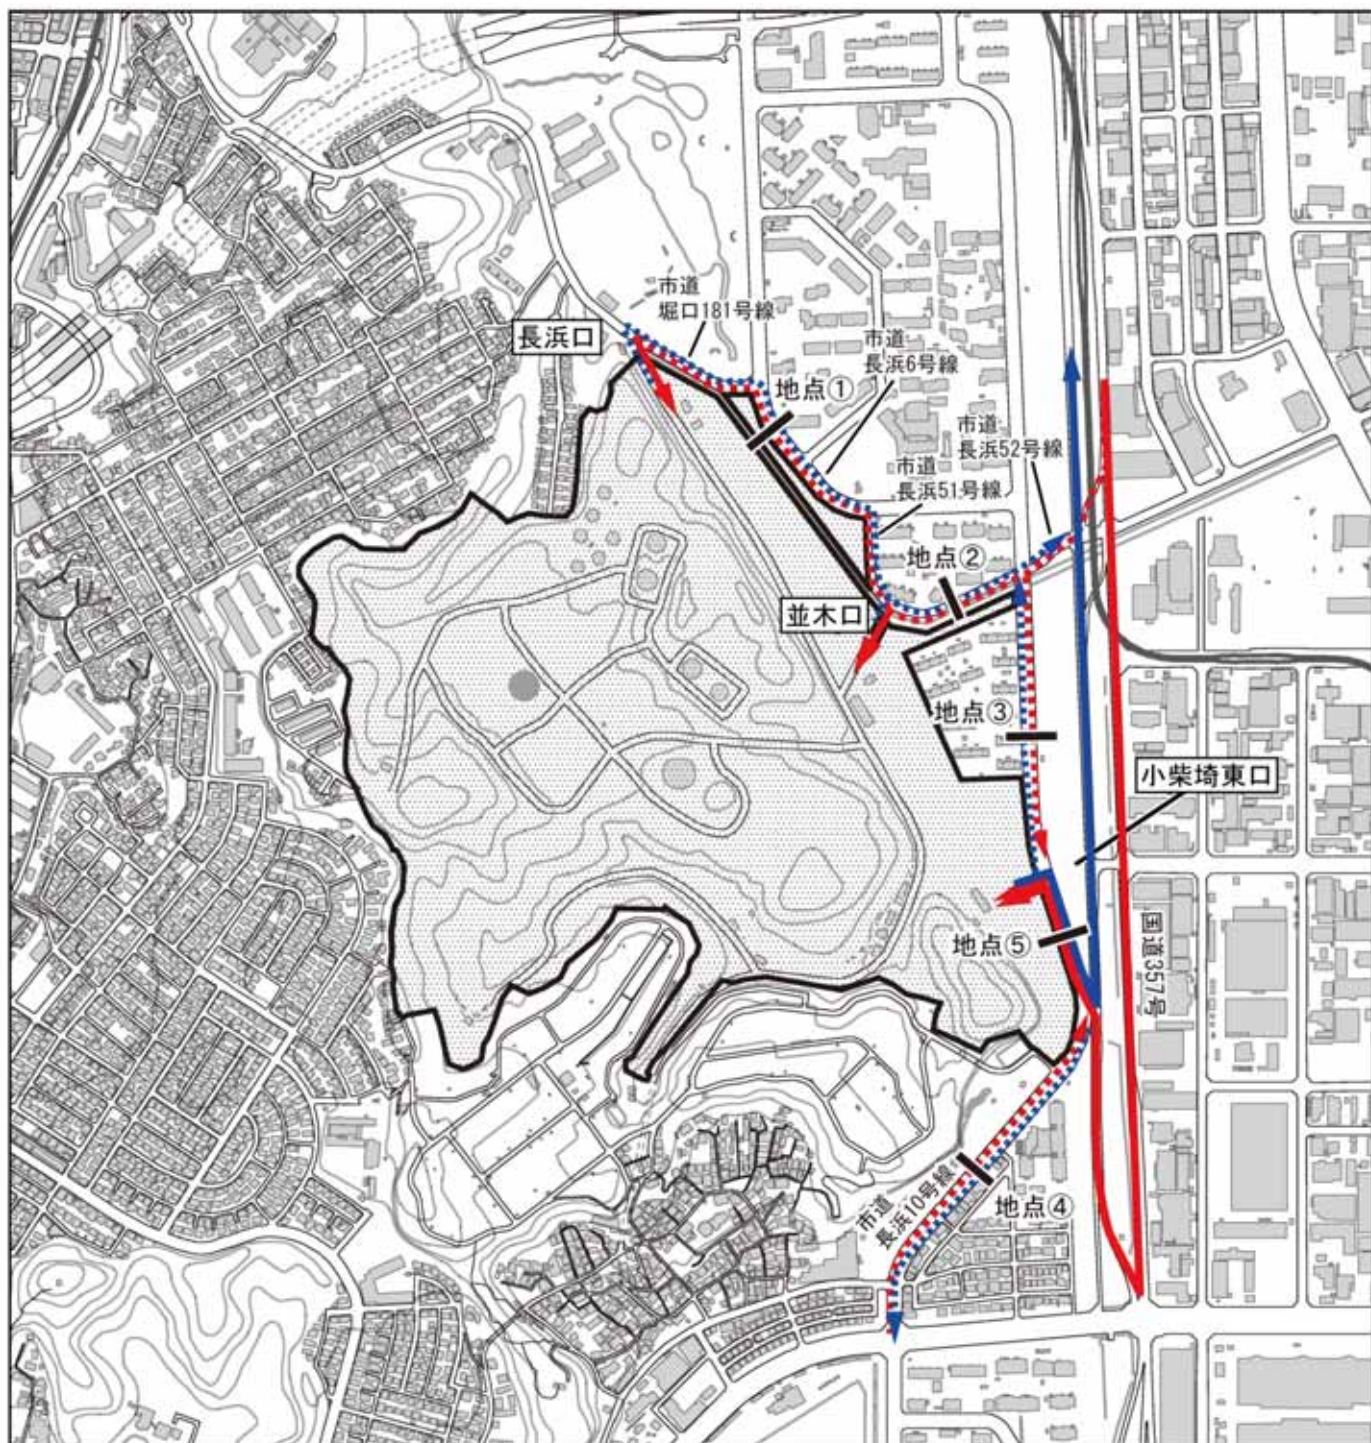 市道
堀口181号線
長浜口
市道
長浜6号線
地点①
市道
長浜52号線
市道
長浜51号線
地点②
並木口
地点③
小柴埼東口
地点⑤
国道357号
市道
長浜10号線
地点④